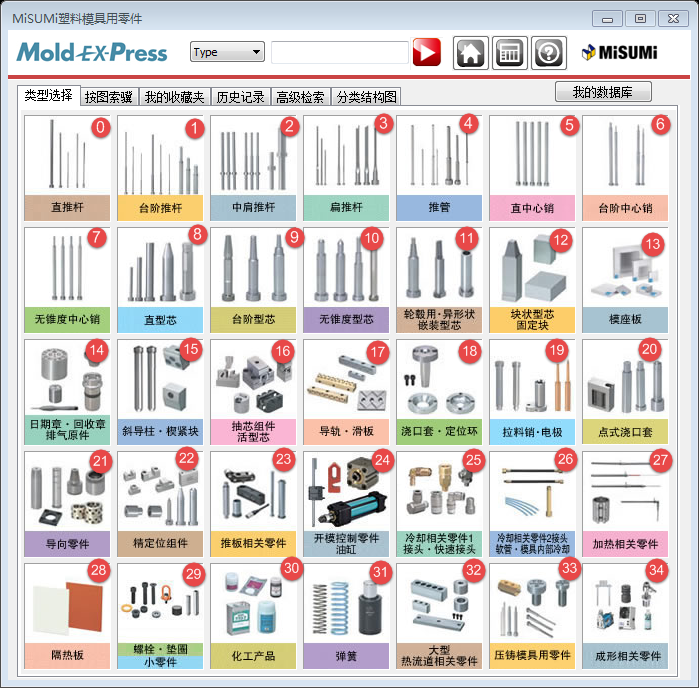 MiSUMi塑料模具用零件
Mold EX-Press
Type
MiSUMi
类型选择
按图索骥
我的收藏夹
历史记录
高级检索
分类结构图
我的数据库
0
1
2
3
4
5
6
直推杆
台阶推杆
中肩推杆
扁推杆
推管
直中心销
台阶中心销
7
8
9
10
11
12
13
无锥度中心销
直型芯
台阶型芯
无锥度型芯
轮毂用·异形状
嵌装型芯
块状型芯
固定块
模座板
14
15
16
17
18
19
20
日期章·回收章
排气原件
斜导柱·楔紧块
抽芯组件
活型芯
导轨·滑板
浇口套·定位环
拉料销·电极
点式浇口套
21
22
23
24
25
26
27
导向零件
精定位组件
推板相关零件
开模控制零件
油缸
冷却相关零件1
接头·快速接头
冷却相关零件2接头
软管·模具内部冷却
加热相关零件
28
29
30
31
32
33
34
隔热板
螺栓·垫圈
小零件
化工产品
弹簧
大型
热流道相关零件
压铸模具用零件
成形相关零件